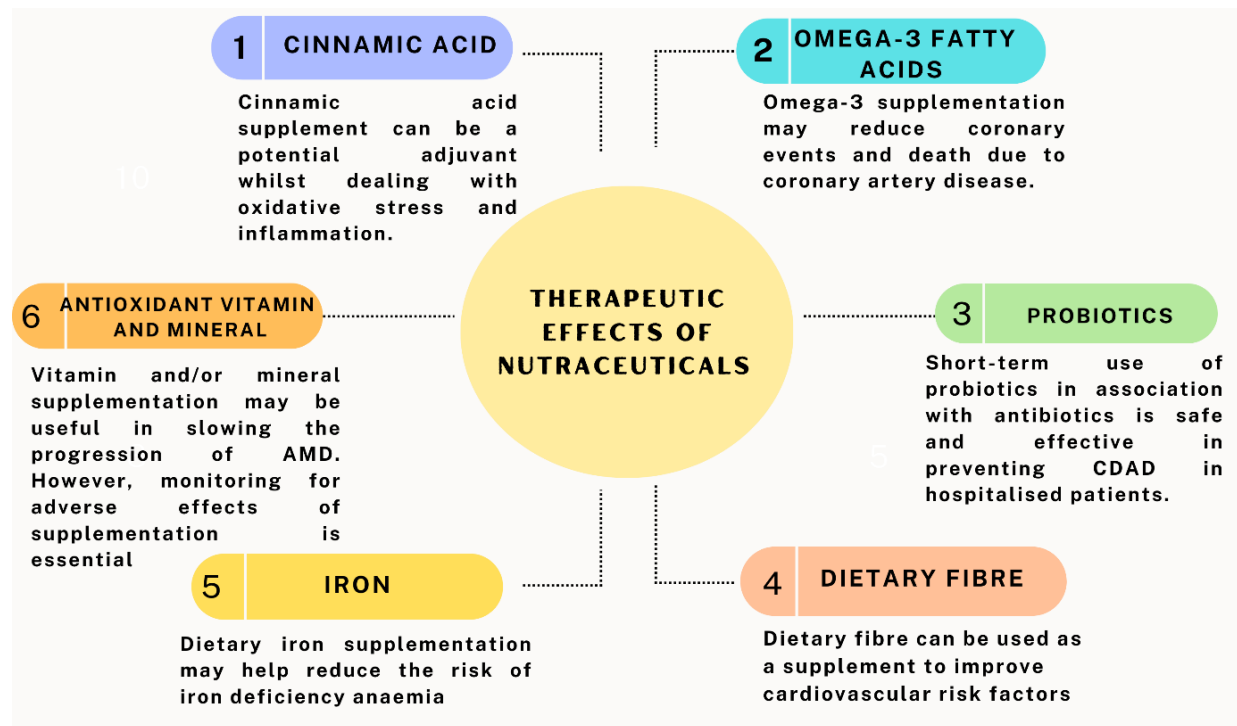 1
CINNAMIC ACID
Cinnamic acid
supplement can be a
potential adjuvant
whilst dealing with
oxidative stress and
inflammation.
2
OMEGA-3 FATTY
ACIDS
Omega-3 supplementation
may reduce coronary
events and death due to
coronary artery disease.
10
THERAPEUTIC
EFFECTS OF
NUTRACEUTICALS
3
PROBIOTICS
Short-term use of
probiotics in association
with antibiotics is safe
and effective in
preventing CDAD in
hospitalised patients.
5
4
DIETARY FIBRE
Dietary fibre can be used as
a supplement to improve
cardiovascular risk factors
5
IRON
Dietary iron supplementation
may help reduce the risk of
iron deficiency anaemia
6
ANTIOXIDANT VITAMIN
AND MINERAL
Vitamin and/or mineral
supplementation may be
useful in slowing the
progression of AMD.
However, monitoring for
adverse effects of
supplementation is
essential